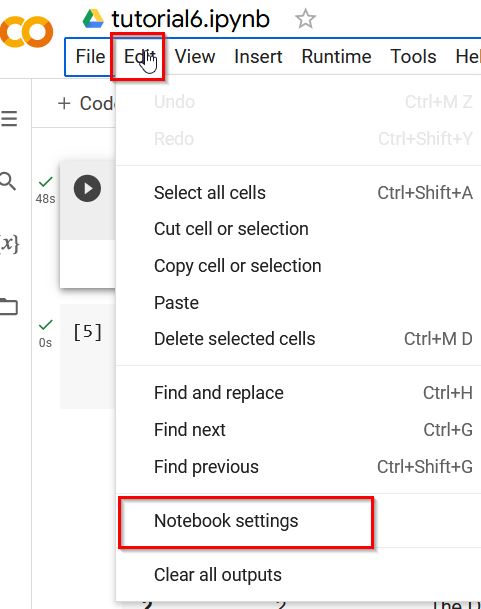 tutorial6.ipynb
File Edit View Insert Runtime Tools Hel
+ Code
Undo Ctrl+M Z
Redo Ctrl+Shift+Y
Select all cells Ctrl+Shift+A
48s
Cut cell or selection
{x}
Copy cell or selection
Paste
[5]
0s
Delete selected cells Ctrl+M D
Find and replace Ctrl+H
Find next Ctrl+G
Find previous Ctrl+Shift+G
Notebook settings
Clear all outputs
2 2 The D